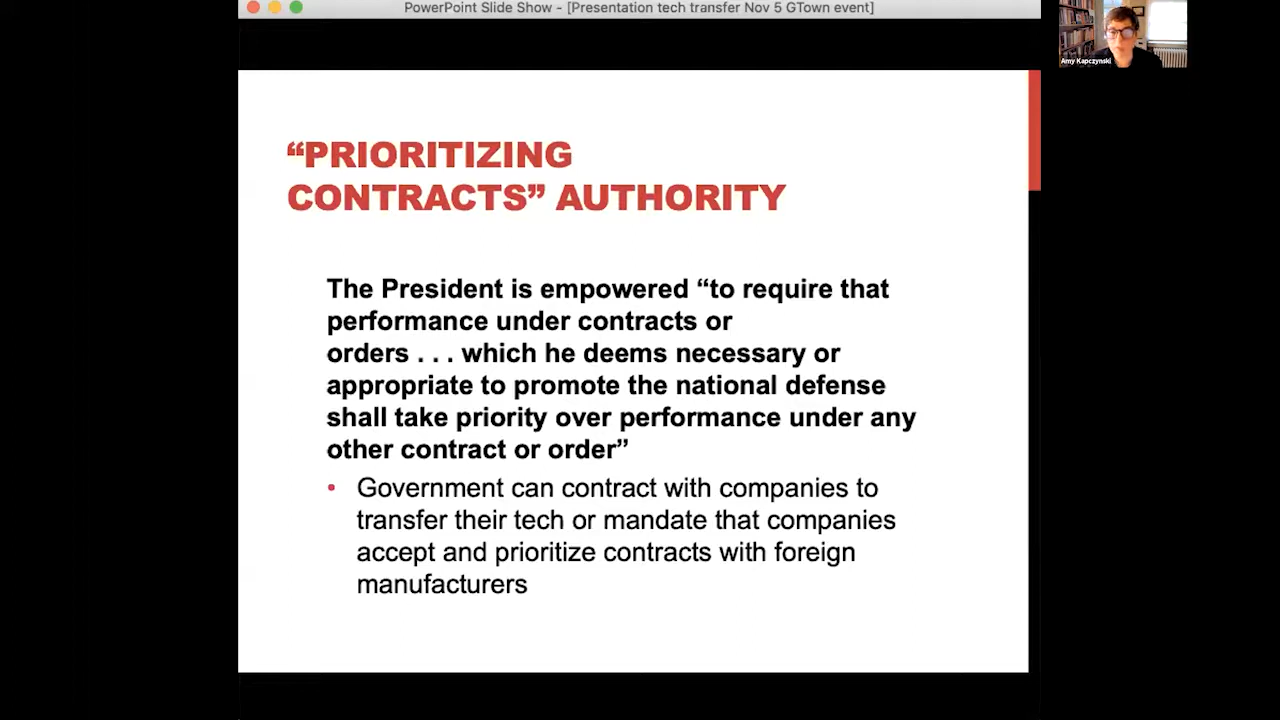 PowerPoint Slide Show - [Presentation tech transfer Nov 5 GTown event]
Amy Kapczynski
“PRIORITIZING
CONTRACTS” AUTHORITY
The President is empowered “to require that
performance under contracts or
orders . . . which he deems necessary or
appropriate to promote the national defense
shall take priority over performance under any
other contract or order”
• Government can contract with companies to
transfer their tech or mandate that companies
accept and prioritize contracts with foreign
manufacturers